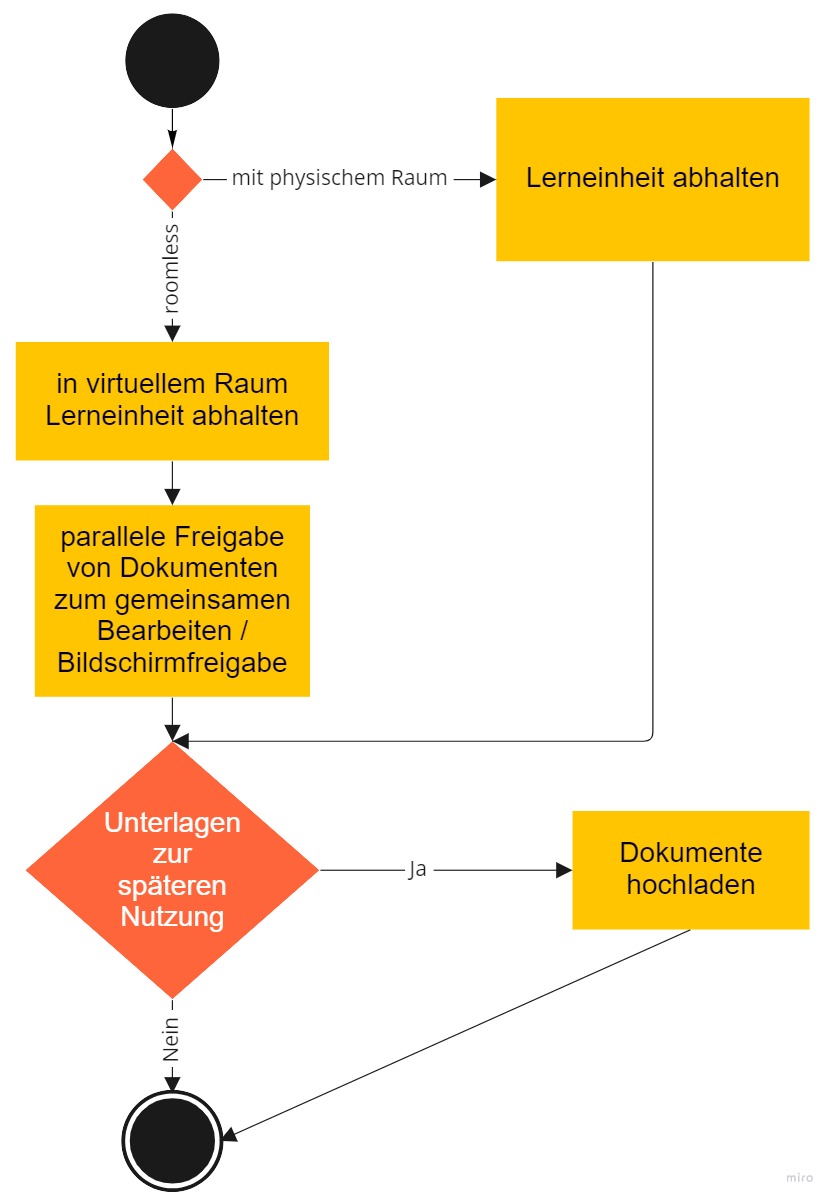 mit physischem Raum
Lerneinheit abhalten
roomless
in virtuellem Raum
Lerneinheit abhalten
parallele Freigabe
von Dokumenten
zum gemeinsamen
Bearbeiten /
Bildschirmfreigabe
Unterlagen
zur
späteren
Nutzung
Ja
Dokumente
hochladen
Nein
miro